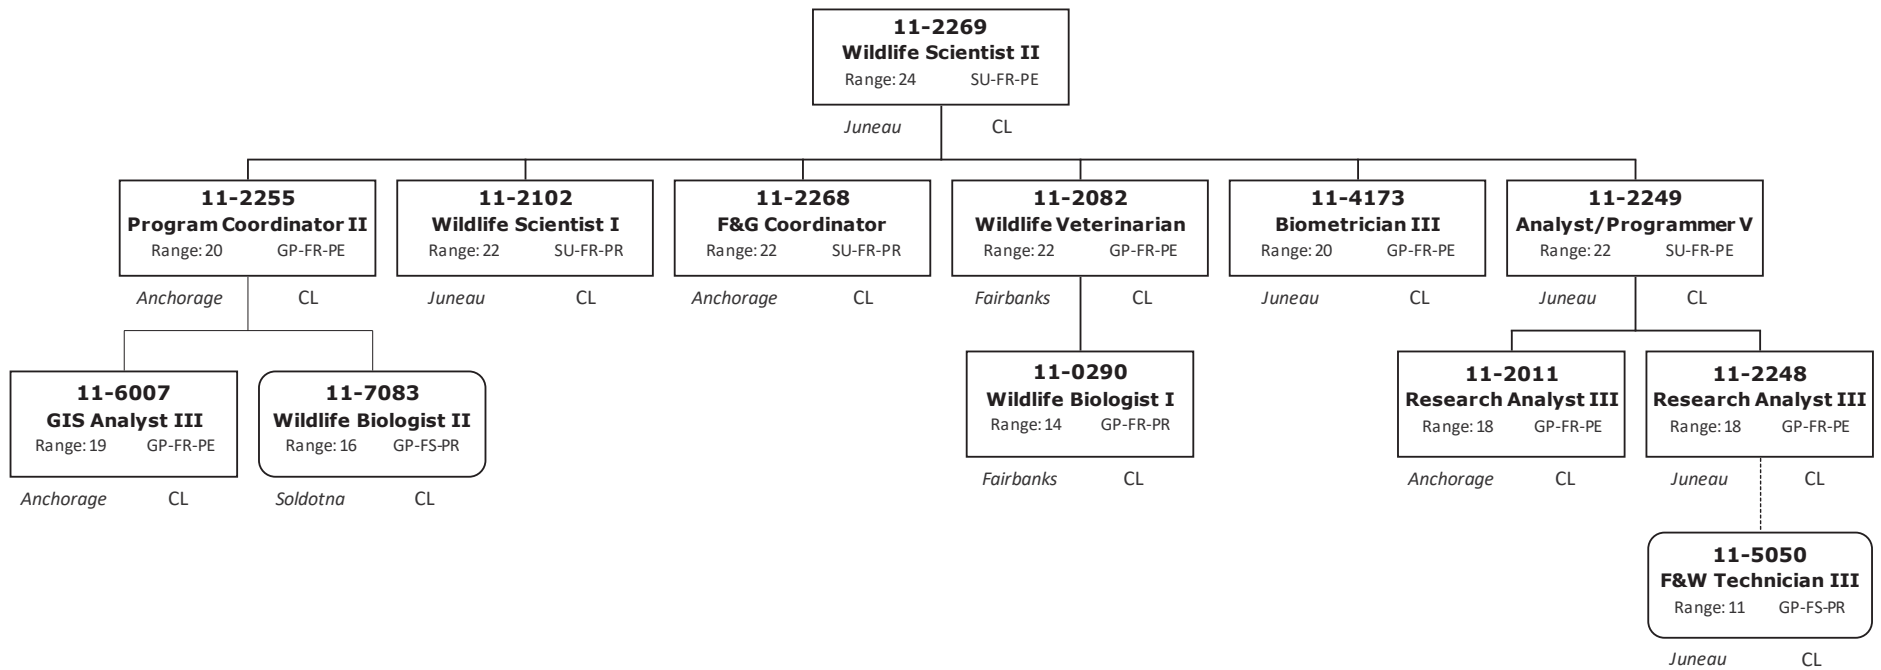 11-2269
Wildlife Scientist II
Range: 24 SU-FR-PE
Juneau CL
11-2255
Program Coordinator II
Range: 20 GP-FR-PE
Anchorage CL
11-2102
Wildlife Scientist I
Range: 22 SU-FR-PR
Juneau CL
11-2268
F&G Coordinator
Range: 22 SU-FR-PR
Anchorage CL
11-2082
Wildlife Veterinarian
Range: 22 GP-FR-PE
Fairbanks CL
11-4173
Biometrician III
Range: 20 GP-FR-PE
Juneau CL
11-2249
Analyst/Programmer V
Range: 22 SU-FR-PE
Juneau CL
11-6007
GIS Analyst III
Range: 19 GP-FR-PE
Anchorage CL
11-7083
Wildlife Biologist II
Range: 16 GP-FS-PR
Soldotna CL
11-0290
Wildlife Biologist I
Range: 14 GP-FR-PR
Fairbanks CL
11-2011
Research Analyst III
Range: 18 GP-FR-PE
Anchorage CL
11-2248
Research Analyst III
Range: 18 GP-FR-PE
Juneau CL
11-5050
F&W Technician III
Range: 11 GP-FS-PR
Juneau CL